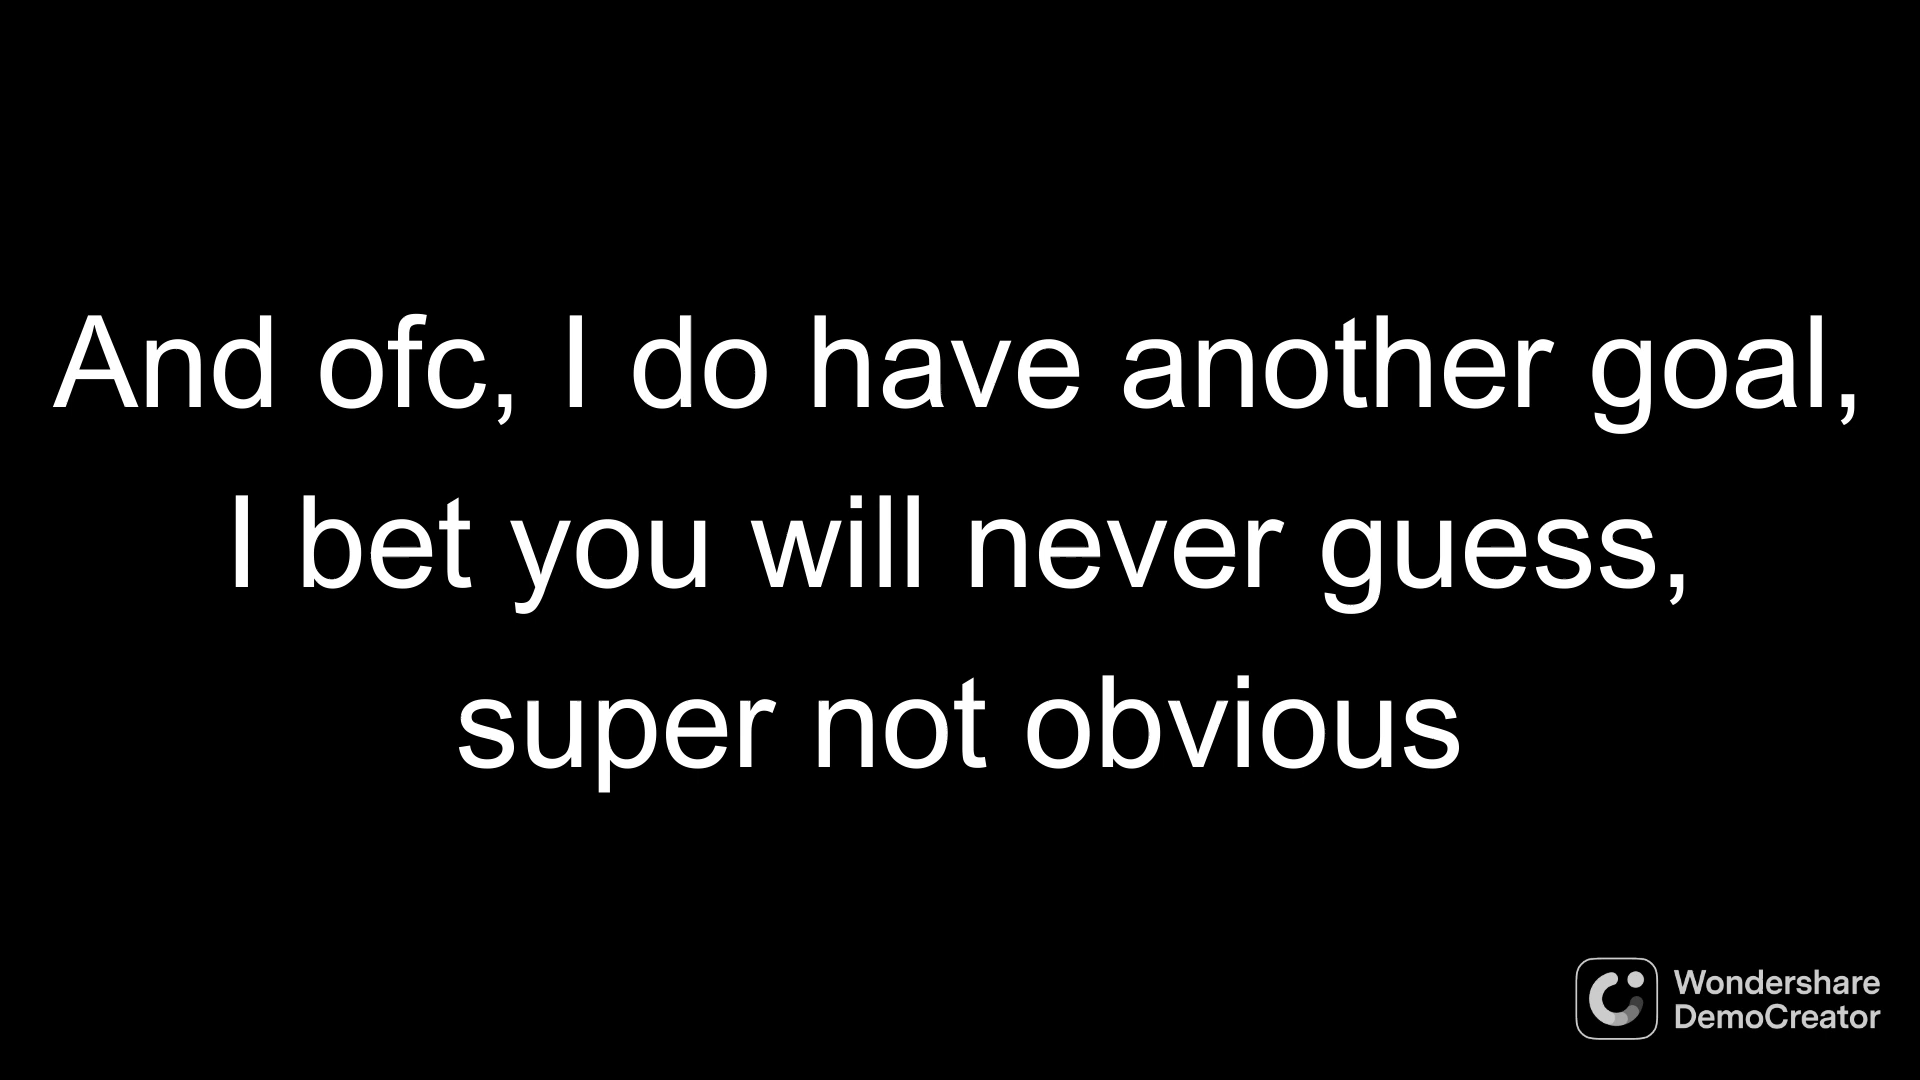 And ofc, I do have another goal,
I bet you will never guess,
super not obvious
Wondershare
DemoCreator